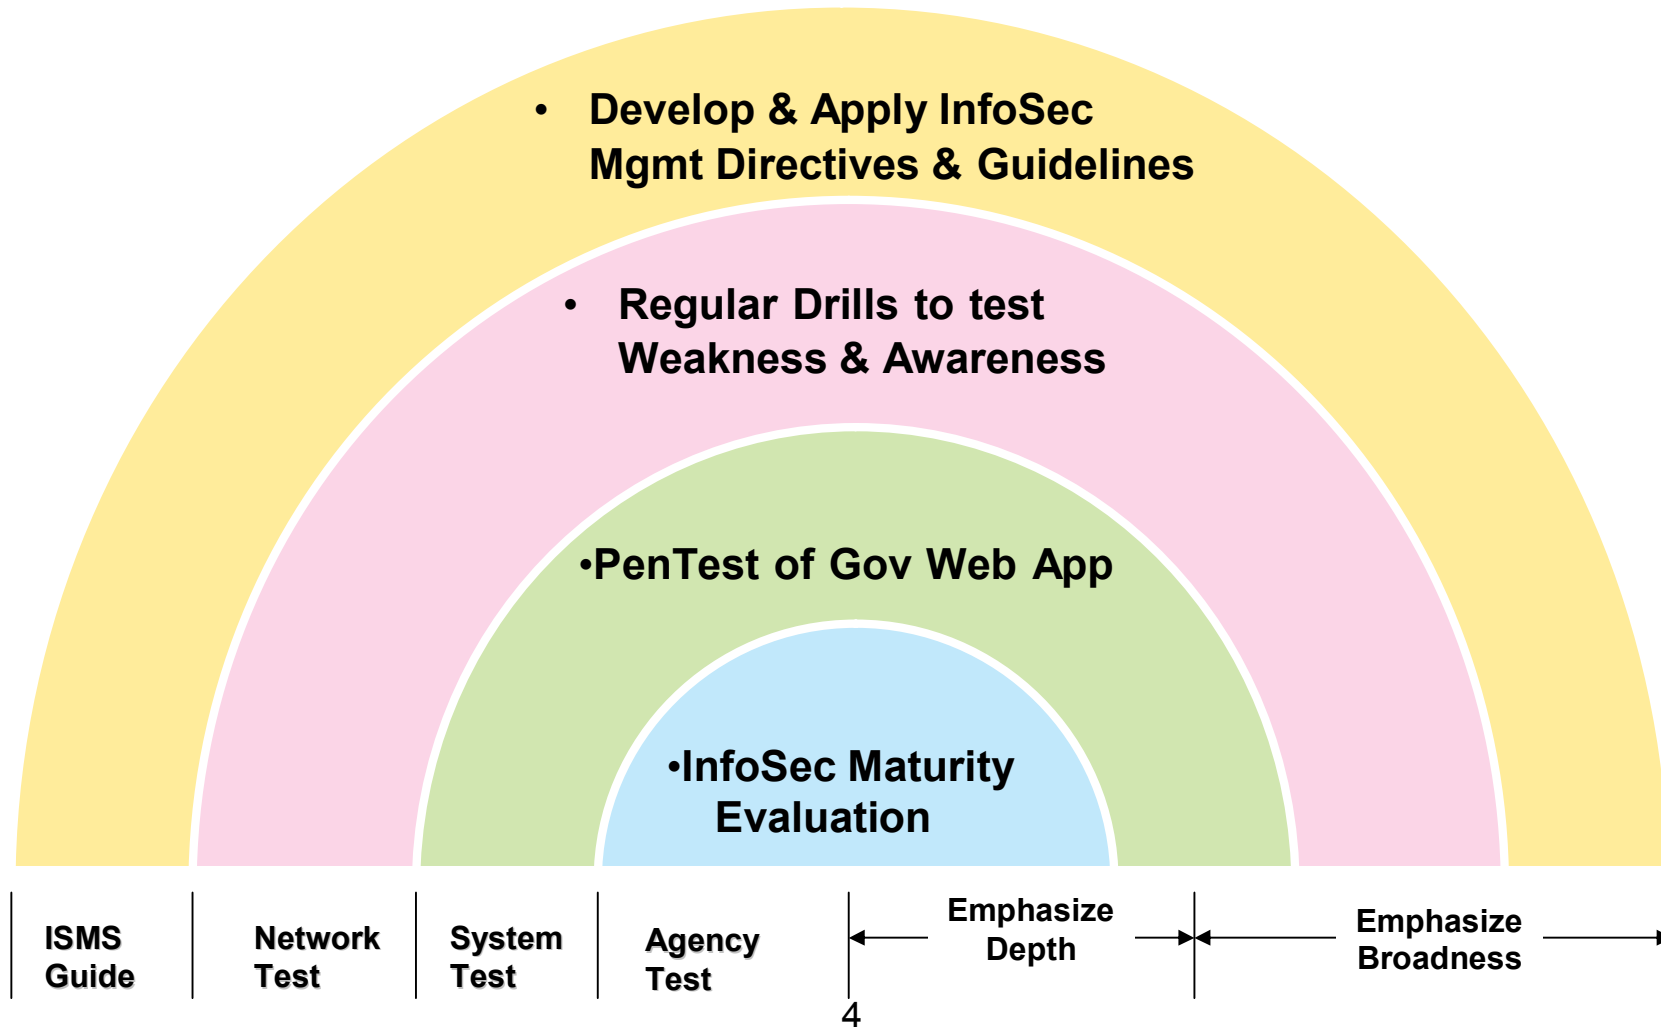 • Develop & Apply InfoSec
Mgmt Directives & Guidelines
• Regular Drills to test
Weakness & Awareness
•PenTest of Gov Web App
•InfoSec Maturity
Evaluation
ISMS
Guide
Network
Test
System
Test
Agency
Test
Emphasize
Depth
Emphasize
Broadness
4